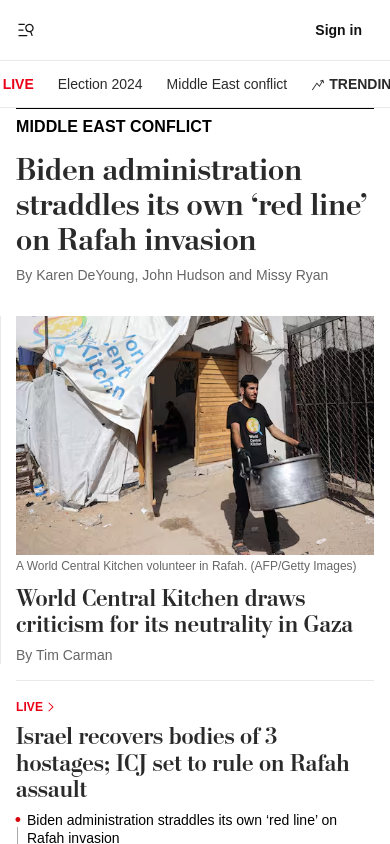 Sign in
LIVE
Election 2024
Middle East conflict
TRENDIN
MIDDLE EAST CONFLICT
Biden administration
straddles its own ‘red line’
on Rafah invasion
By Karen DeYoung, John Hudson and Missy Ryan
World
Central
Kitchen
A World Central Kitchen volunteer in Rafah. (AFP/Getty Images)
World Central Kitchen draws
criticism for its neutrality in Gaza
By Tim Carman
LIVE
Israel recovers bodies of 3
hostages; ICJ set to rule on Rafah
assault
Biden administration straddles its own ‘red line’ on
Rafah invasion